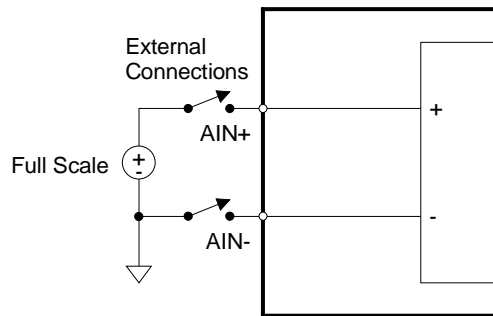 External
Connections
+
AIN+
Full Scale
+
-
-
AIN-